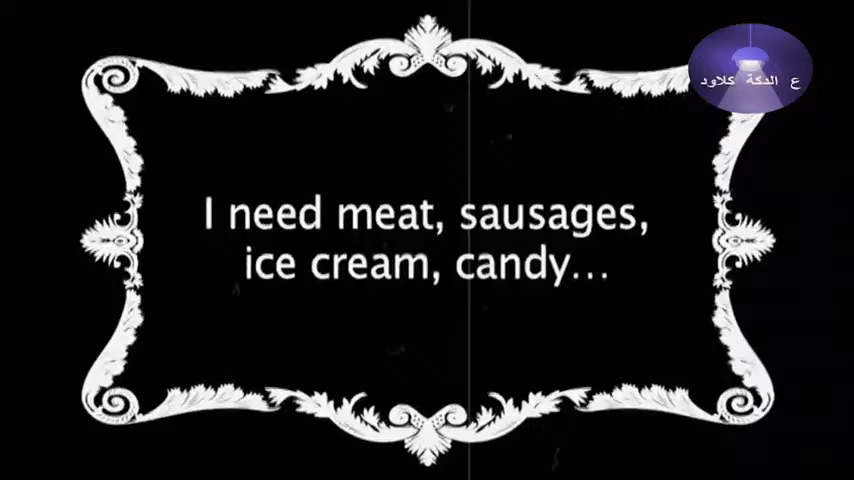 ع الدكة كلاود
I need meat, sausages,
ice cream, candy...